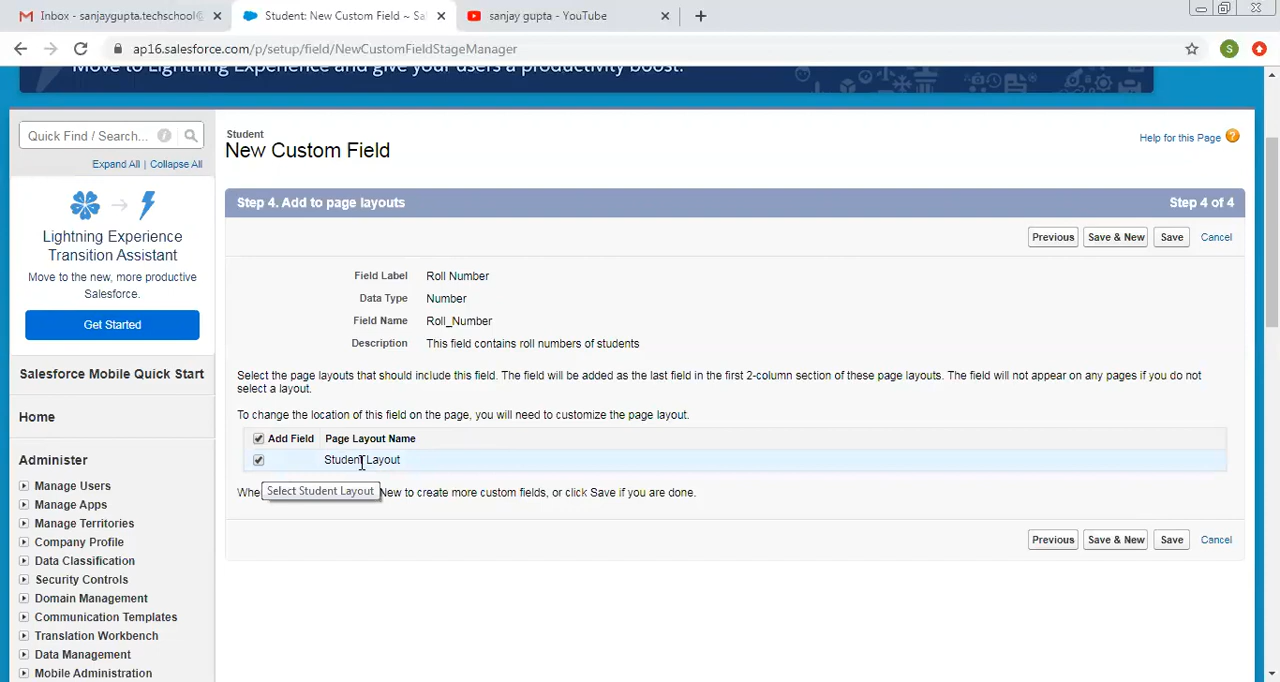 Inbox - sanjaygupta.techschool@
Student: New Custom Field ~ Sa
sanjay gupta - YouTube
ap16.salesforce.com/p/setup/field/NewCustomFieldStageManager
S
Move to Lightning Experience and give your users a productivity boost.
Quick Find / Search...
Expand All | Collapse All
Lightning Experience
Transition Assistant
Move to the new, more productive
Salesforce.
Get Started
Salesforce Mobile Quick Start
Home
Administer
Manage Users
Manage Apps
Manage Territories
Company Profile
Data Classification
Security Controls
Domain Management
Communication Templates
Translation Workbench
Data Management
Mobile Administration
Student
New Custom Field
Help for this Page
Step 4. Add to page layouts Step 4 of 4
Previous Save & New Save Cancel
Field Label Roll Number
Data Type Number
Field Name Roll_Number
Description This field contains roll numbers of students
Select the page layouts that should include this field. The field will be added as the last field in the first 2-column section of these page layouts. The field will not appear on any pages if you do not
select a layout.
To change the location of this field on the page, you will need to customize the page layout.
Add Field Page Layout Name
Student Layout
Whe Select Student Layout New to create more custom fields, or click Save if you are done.
Previous Save & New Save Cancel